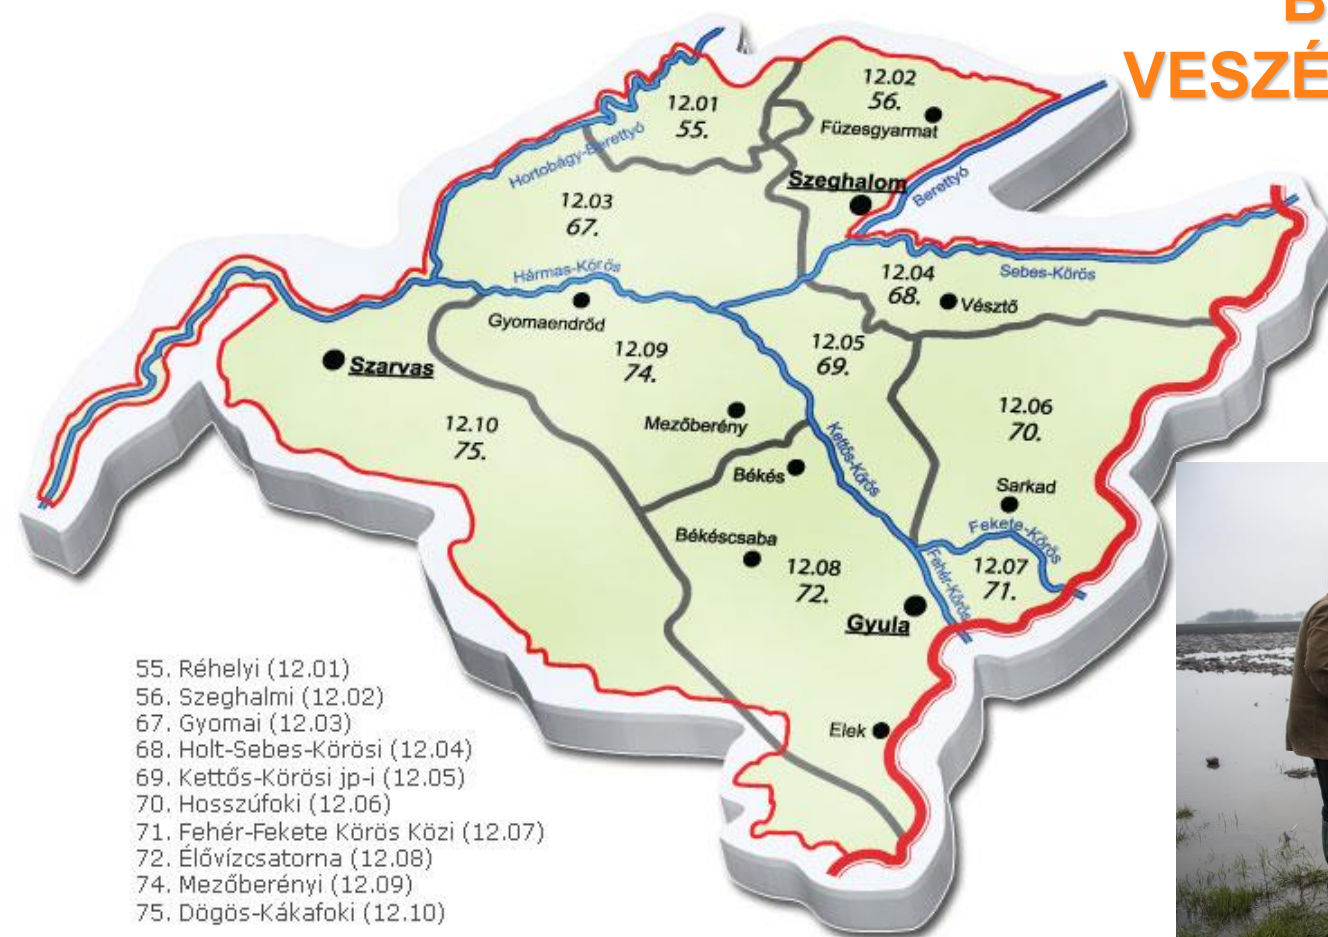 B
VESZÉ
12.01
55.
12.02
56.
Füzesgyarmat
Hortobágy-Berettyó
Szeghalom
Berettyó
12.03
67.
Hármas-Körös
12.04
68.
Vésztő
Sebes-Körös
Gyomaendrőd
12.09
74.
12.05
69.
Szarvas
12.06
70.
12.10
75.
Mezőberény
Kettős-Körös
Békés
Sarkad
Fekete-Körös
Békéscsaba
12.08
72.
12.07
71.
Fehér-Körös
Gyula
Elek
55. Réhelyi (12.01)
56. Szeghalmi (12.02)
67. Gyomai (12.03)
68. Holt-Sebes-Körösi (12.04)
69. Kettős-Körösi jp-i (12.05)
70. Hosszúfoki (12.06)
71. Fehér-Fekete Körös Közi (12.07)
72. Élővízcsatorna (12.08)
74. Mezőberényi (12.09)
75. Dögös-Kákafoki (12.10)